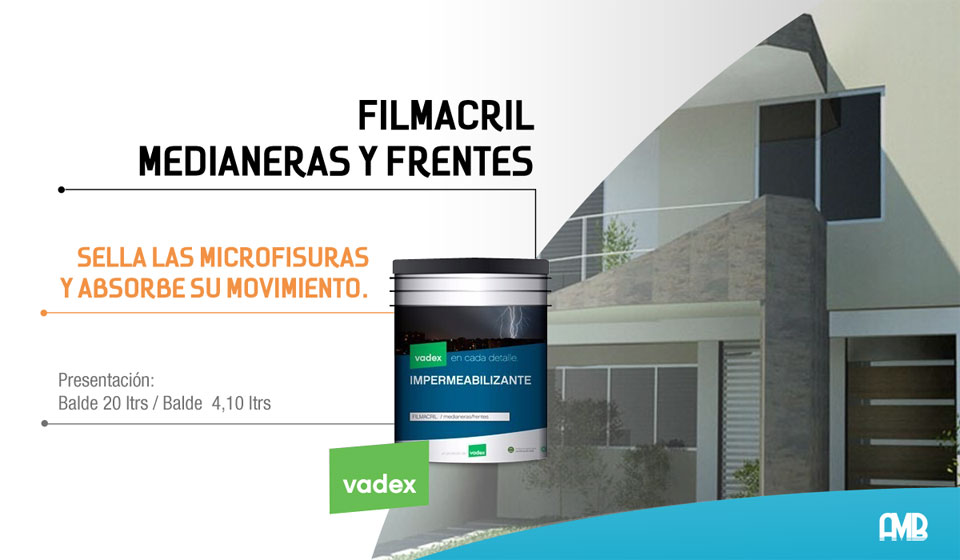 FILMACRIL
MEDIANERAS Y FRENTES
SELLA LAS MICROFISURAS
Y ABSORBE SU MOVIMIENTO.
Presentación:
Balde 20 ltrs / Balde 4,10 ltrs
vadex en cada detalle.
IMPERMEABILIZANTE
FILMACRIL / medianeras/frentes
vadex
vadex
AMB